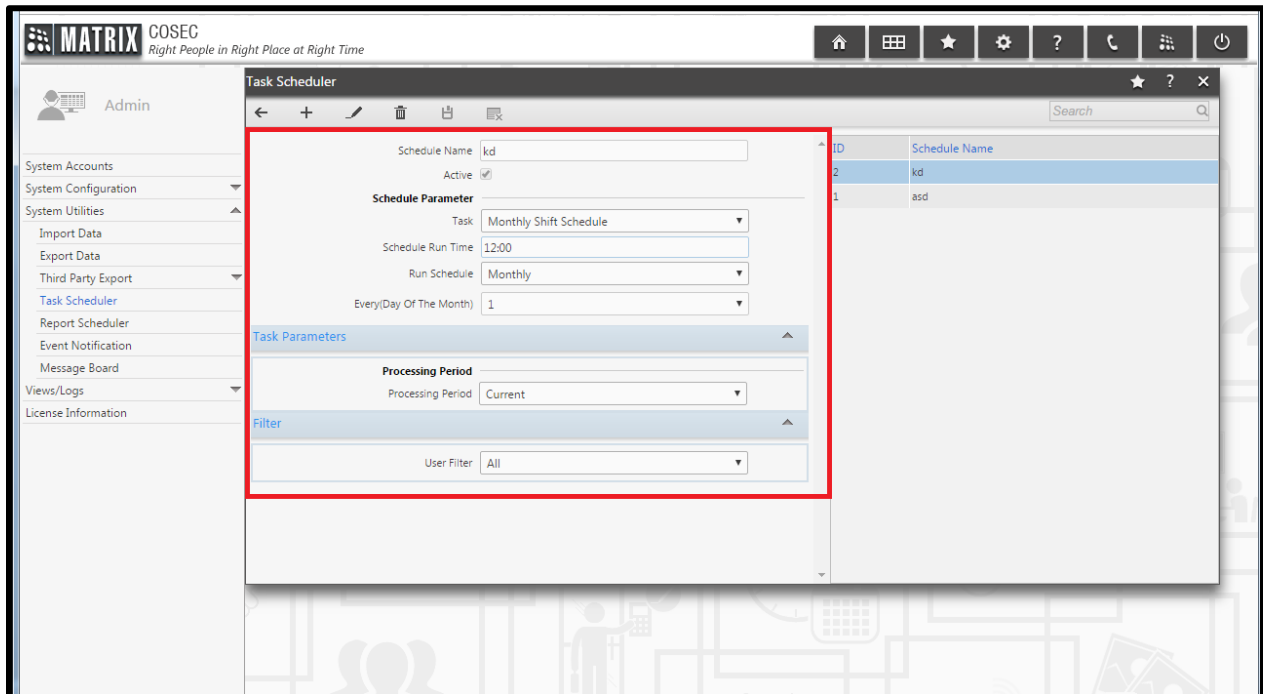 MATRIX COSEC
Right People in Right Place at Right Time
?
Admin
System Accounts
System Configuration
System Utilities
Import Data
Export Data
Third Party Export
Task Scheduler
Report Scheduler
Event Notification
Message Board
Views/Logs
License Information
Task Scheduler
?
Search
Schedule Name kd
Active
Schedule Parameter
Task Monthly Shift Schedule
Schedule Run Time 12:00
Run Schedule Monthly
Every(Day Of The Month) 1
Task Parameters
Processing Period
Processing Period Current
Filter
User Filter All
ID Schedule Name
2 kd
1 asd